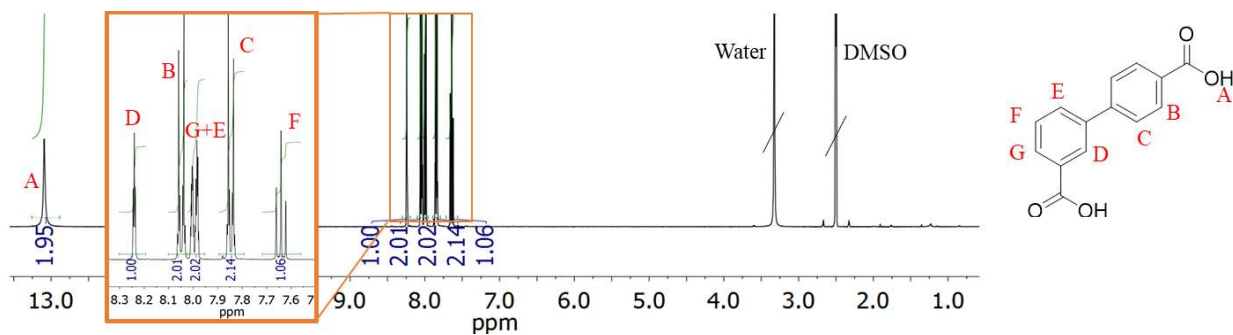 A
D
B
G+E
C
F
Water
DMSO
1.95
1.00
2.01
2.02
2.14
1.06
8.3 8.2 8.1 8.0 7.9 7.8 7.7 7.6
ppm
1.00
2.01
2.02
2.14
1.06
13.0 9.0 8.0 7.0 6.0 5.0 4.0 3.0 2.0 1.0
ppm
O
OH
A
E
B
F
C
G
D
O
OH